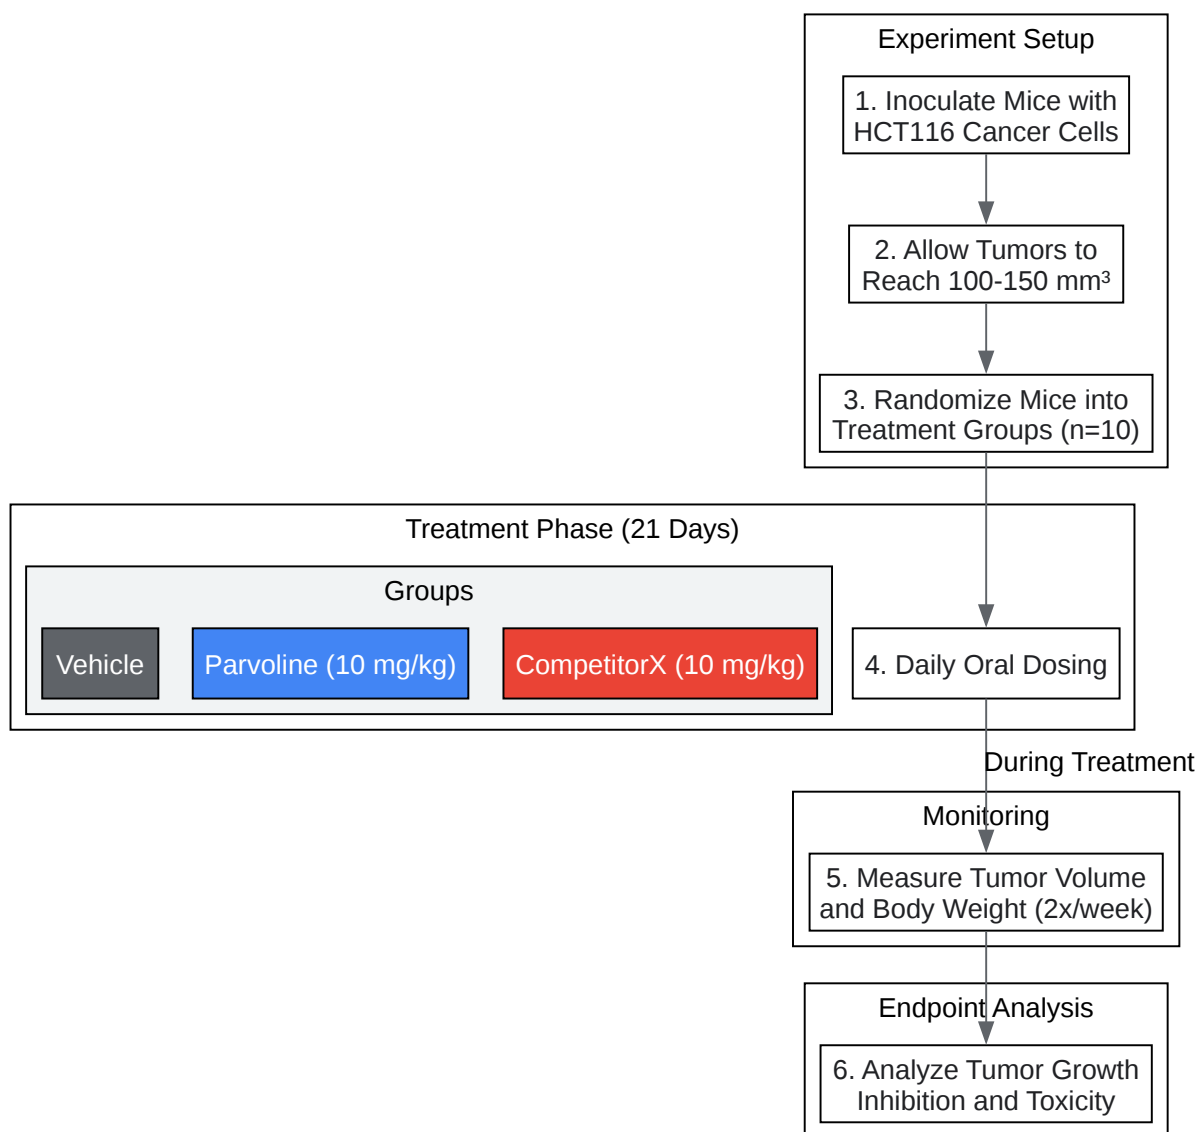 Experiment Setup
1. Inoculate Mice with
HCT116 Cancer Cells
2. Allow Tumors to
Reach 100-150 mm³
3. Randomize Mice into
Treatment Groups (n=10)
Treatment Phase (21 Days)
Groups
Vehicle
Parvoline (10 mg/kg)
CompetitorX (10 mg/kg)
4. Daily Oral Dosing
During Treatment
Monitoring
5. Measure Tumor Volume
and Body Weight (2x/week)
Endpoint Analysis
6. Analyze Tumor Growth
Inhibition and Toxicity